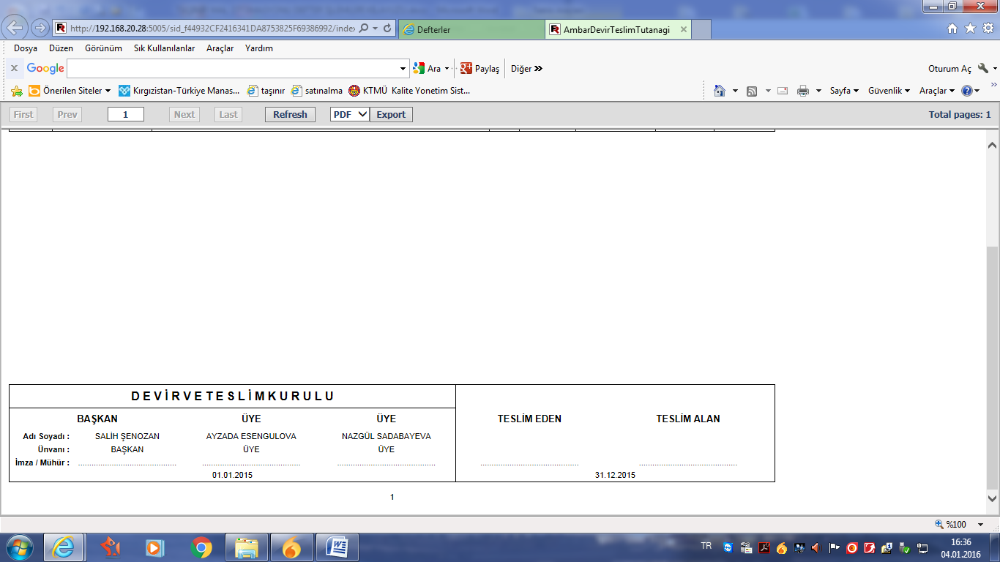 http://192.168.20.28:5005/sid_f44932CF2416341DA8753825F69386992/index
Defterler
AmbarDevirTeslimTutanagi
Dosya Düzen Görünüm Sık Kullanılanlar Araçlar Yardım
x Google Ara Paylaş Diğer » Oturum Aç
Önerilen Siteler Kırgızistan-Türkiye Manas... taşınır satınalma KTMÜ Kalite Yonetim Sist... Sayfa Güvenlik Araçlar
First Prev 1 Next Last Refresh PDF Export Total pages: 1
D E V İ R V E T E S L İ M K U R U L U
BAŞKAN ÜYE ÜYE TESLİM EDEN TESLİM ALAN
Adı Soyadı : SALİH ŞENOZAN AYZADA ESENGULOVA NAZGÜL SADABAYEVA
Ünvanı : BAŞKAN ÜYE ÜYE
İmza / Mühür : ............................................. ............................................. ............................................. ............................................. .............................................
01.01.2015 31.12.2015
1
%100
TR 16:36
04.01.2016